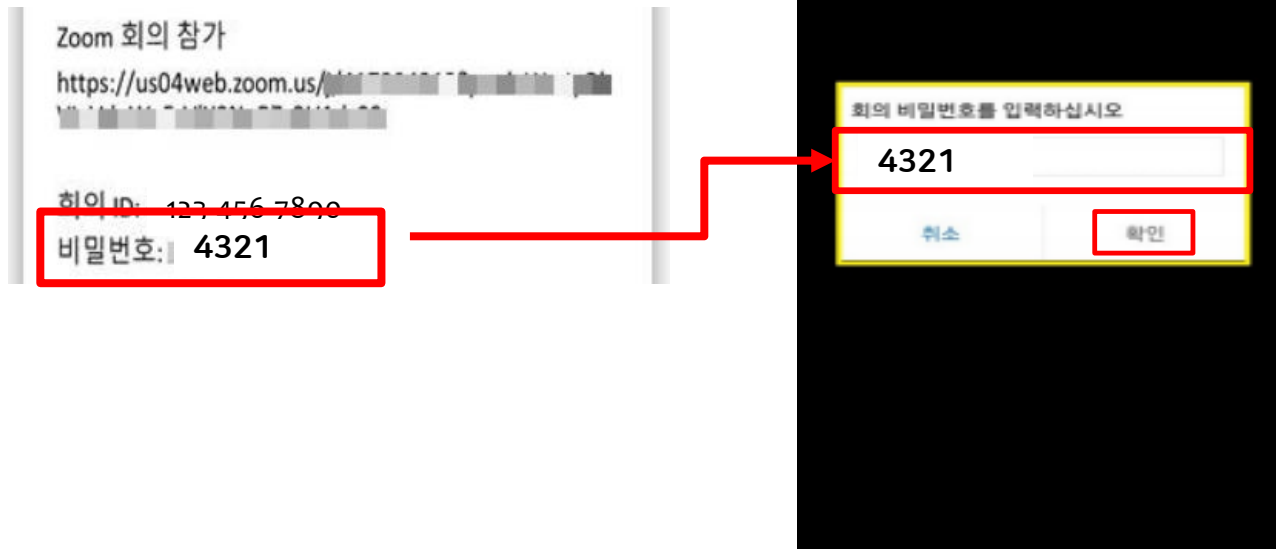 Zoom 회의 참가
https://us04web.zoom.us/
회의 ID: 123 456 7890
비밀번호: 4321
회의 비밀번호를 입력하십시오
4321
취소 확인